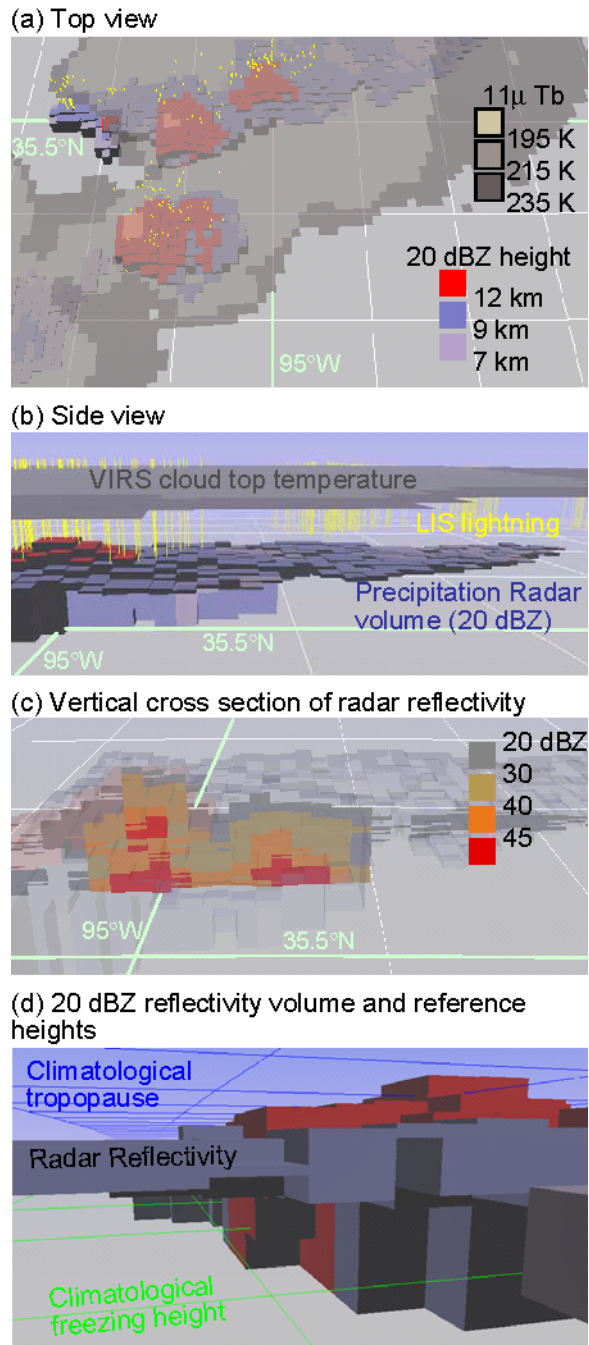 (a) Top view
11μ Tb
35.5°N
195 K
215 K
235 K
20 dBZ height
12 km
9 km
95°W
7 km
(b) Side view
VIRS cloud top temperature
LIS lightning
Precipitation Radar
volume (20 dBZ)
35.5°N
95°W
(c) Vertical cross section of radar reflectivity
20 dBZ
30
40
45
95°W
35.5°N
(d) 20 dBZ reflectivity volume and reference
heights
Climatological
tropopause
Radar Reflectivity
Climatological
freezing height